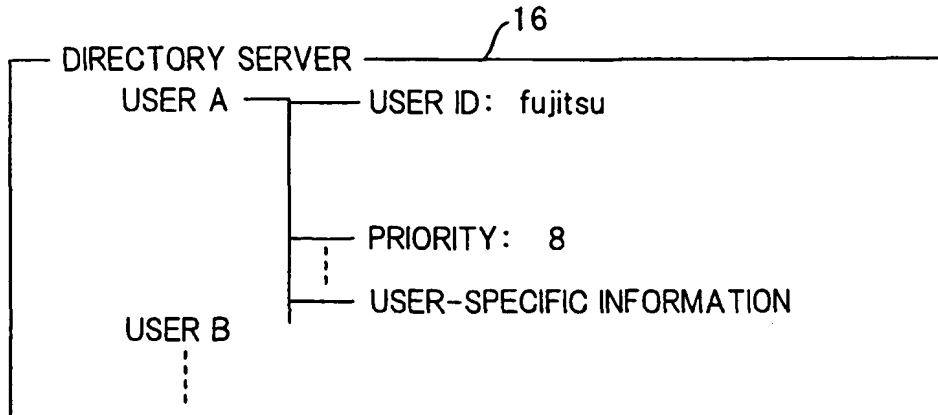 16
DIRECTORY SERVER
USER A
USER ID: fujitsu
PRIORITY: 8
USER-SPECIFIC INFORMATION
USER B